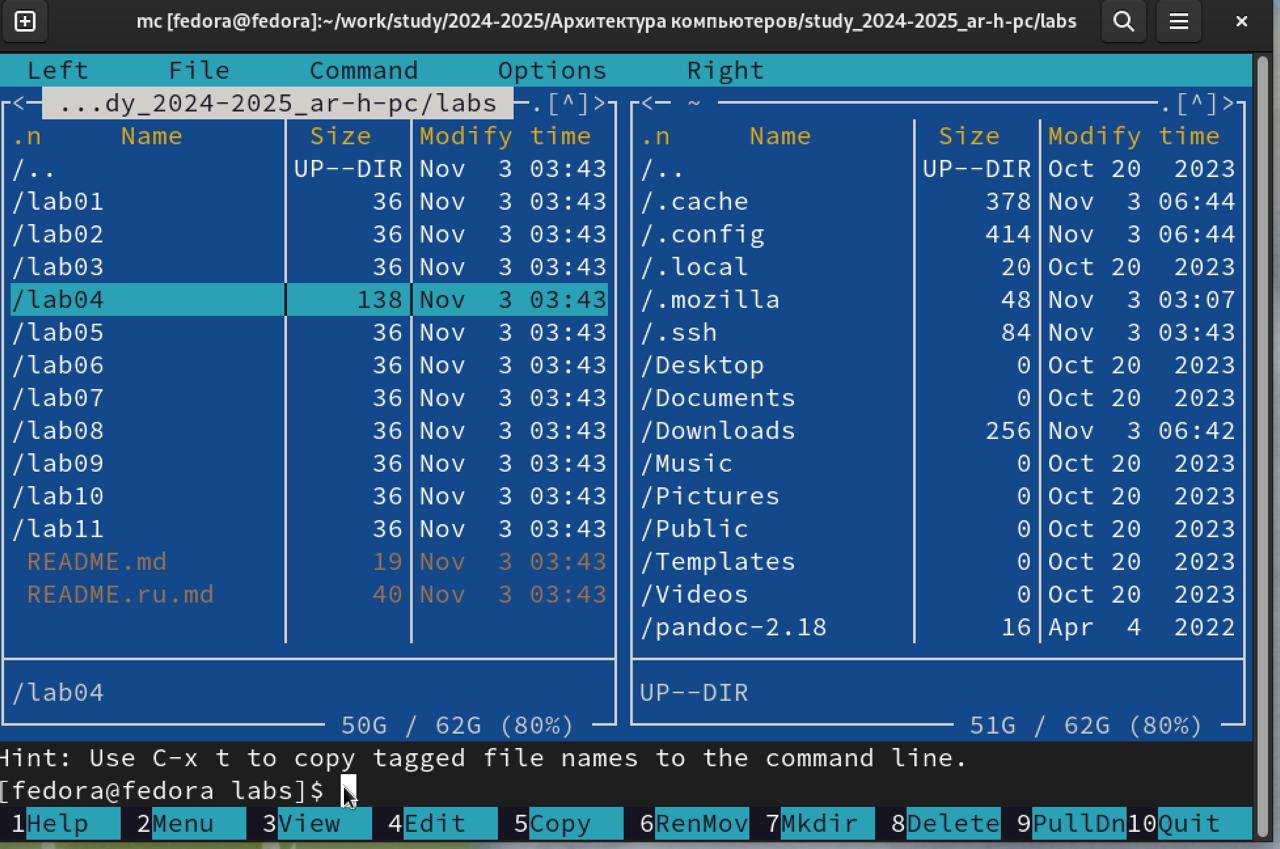 mc [fedora@fedora]:~/work/study/2024-2025/Архитектура компьютеров/study_2024-2025_ar-h-pc/labs
Left File Command Options Right
<─ ...dy_2024-2025_ar-h-pc/labs ─.[^]>
.n Name Size Modify time
/.. UP--DIR Nov 3 03:43
/lab01 36 Nov 3 03:43
/lab02 36 Nov 3 03:43
/lab03 36 Nov 3 03:43
/lab04 138 Nov 3 03:43
/lab05 36 Nov 3 03:43
/lab06 36 Nov 3 03:43
/lab07 36 Nov 3 03:43
/lab08 36 Nov 3 03:43
/lab09 36 Nov 3 03:43
/lab10 36 Nov 3 03:43
/lab11 36 Nov 3 03:43
README.md 19 Nov 3 03:43
README.ru.md 40 Nov 3 03:43
/lab04
50G / 62G (80%)
<─ ~ ─.[^]>
.n Name Size Modify time
/.. UP--DIR Oct 20 2023
/.cache 378 Nov 3 06:44
/.config 414 Nov 3 06:44
/.local 20 Oct 20 2023
/.mozilla 48 Nov 3 03:07
/.ssh 84 Nov 3 03:43
/Desktop 0 Oct 20 2023
/Documents 0 Oct 20 2023
/Downloads 256 Nov 3 06:42
/Music 0 Oct 20 2023
/Pictures 0 Oct 20 2023
/Public 0 Oct 20 2023
/Templates 0 Oct 20 2023
/Videos 0 Oct 20 2023
/pandoc-2.18 16 Apr 4 2022
UP--DIR
51G / 62G (80%)
Hint: Use C-x t to copy tagged file names to the command line.
[fedora@fedora labs]$
1Help 2Menu 3View 4Edit 5Copy 6RenMov 7Mkdir 8Delete 9PullDn 10Quit